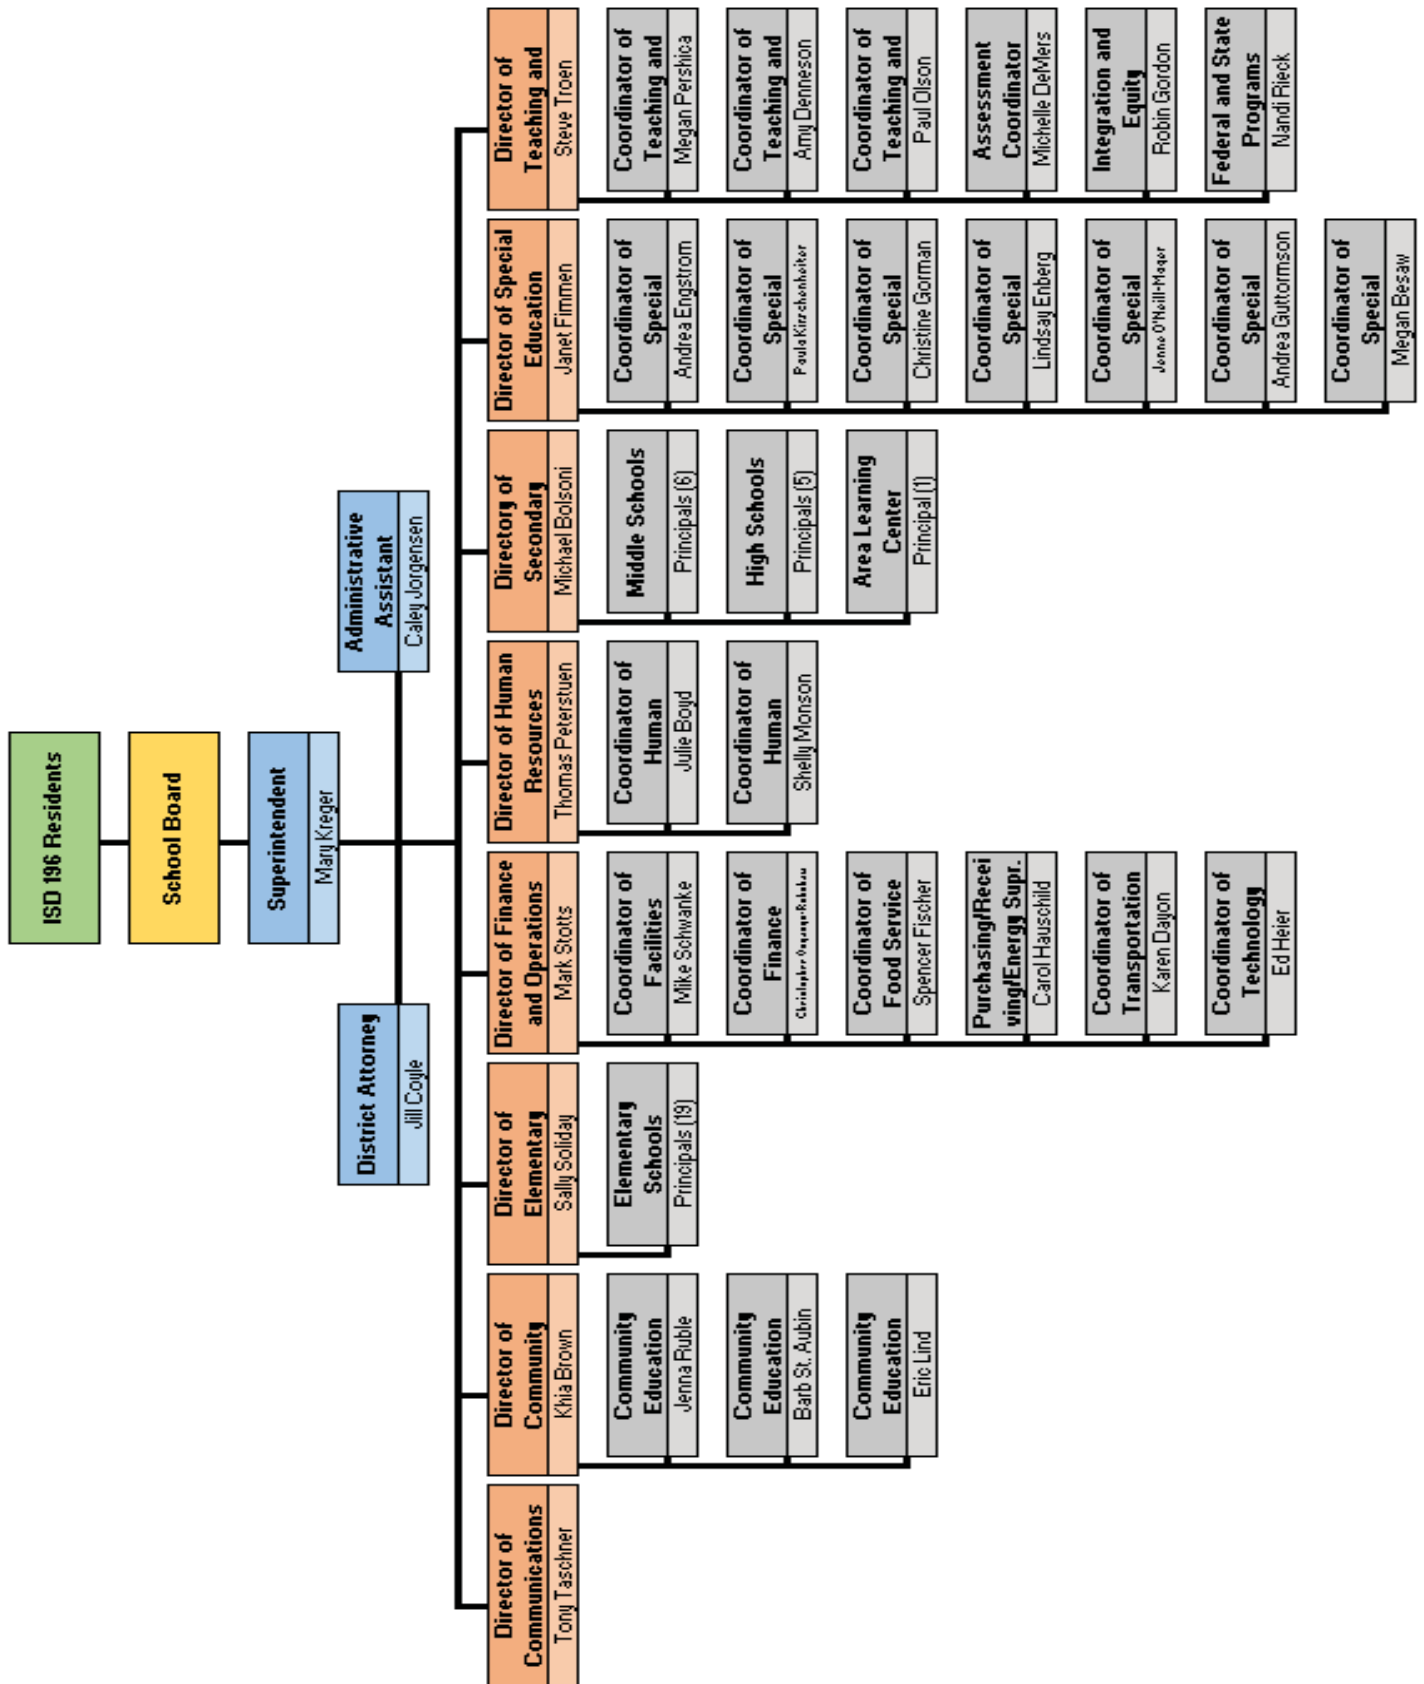 ISD 196 Residents
School Board
Superintendent
Mary Kreger
District Attorney
Jill Coyle
Administrative
Assistant
Caley Jorgensen
Director of
Communications
Tony Taschner
Director of
Community
Khia Brown
Community
Education
Jenna Ruble
Community
Education
Barb St. Aubin
Community
Education
Eric Lind
Director of
Elementary
Sally Soliday
Elementary
Schools
Principals (19)
Director of Finance
and Operations
Mark Stotts
Coordinator of
Facilities
Mike Schwanke
Coordinator of
Finance
Christopher
Coordinator of
Food Service
Spencer Fischer
Purchasing/Recei
ving/Energy Supr.
Carol Hauschild
Coordinator of
Transportation
Karen Dayon
Coordinator of
Technology
Ed Heier
Director of Human
Resources
Thomas Peterstuen
Coordinator of
Human
Julie Boyd
Coordinator of
Human
Shelly Monson
Directory of
Secondary
Michael Bolsoni
Middle Schools
Principals (6)
High Schools
Principals (5)
Area Learning
Center
Principal (1)
Director of Special
Education
Janet Fimmen
Coordinator of
Special
Andrea Engstrom
Coordinator of
Special
Paula
Coordinator of
Special
Christine Gorman
Coordinator of
Special
Lindsay Enberg
Coordinator of
Special
O'Neill-Mager
Coordinator of
Special
Andrea Guttormson
Coordinator of
Special
Megan Besaw
Director of
Teaching and
Steve Troen
Coordinator of
Teaching and
Megan Pershica
Coordinator of
Teaching and
Amy Denneson
Coordinator of
Teaching and
Paul Olson
Assessment
Coordinator
Michelle DeMers
Integration and
Equity
Robin Gordon
Federal and State
Programs
Nandi Rieck